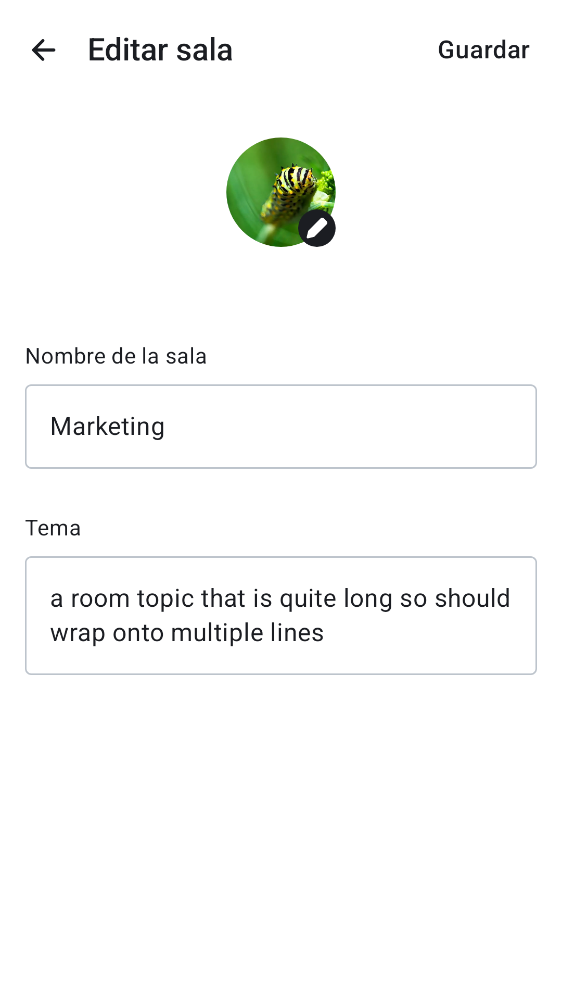 Editar sala
Guardar
Nombre de la sala
Marketing
Tema
a room topic that is quite long so should
wrap onto multiple lines